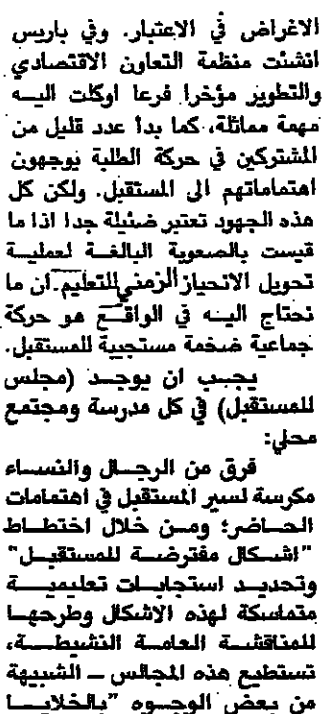 الاغراض في الاعتبار. وفي باريس
انشئت منظمة التعاون الاقتصادي
والتطوير مؤخرا فرعا اوكلت اليه
مهمة مماثلة، كما بدا عدد قليل من
المشتركين في حركة الطلبة يوجهون
اهتماماتهم الى المستقبل. ولكن كل
هذه الجهود تعتبر ضئيلة جدا اذا ما
قيست بالصعوبة البالغة لعملية
تحويل الانحياز الزمني للتعليم. ان ما
نحتاج اليه في الواقع هو حركة
جماعية ضخمة مستجيبة للمستقبل.
يجب ان يوجد (مجلس
للمستقبل) في كل مدرسة ومجتمع
محلي:
فرق من الرجال والنساء
مكرسة لسبر المستقبل في اهتمامات
الحاضر؛ ومن خلال اختطاط
"اشكال مفترضة للمستقبل"
وتحديد استجابات تعليمية
متماسكة لهذه الاشكال وطرحها
للمناقشة العامة النشيطة،
تستطيع هذه المجالس – الشبيهة
من بعض الوجوه "بالخلايا